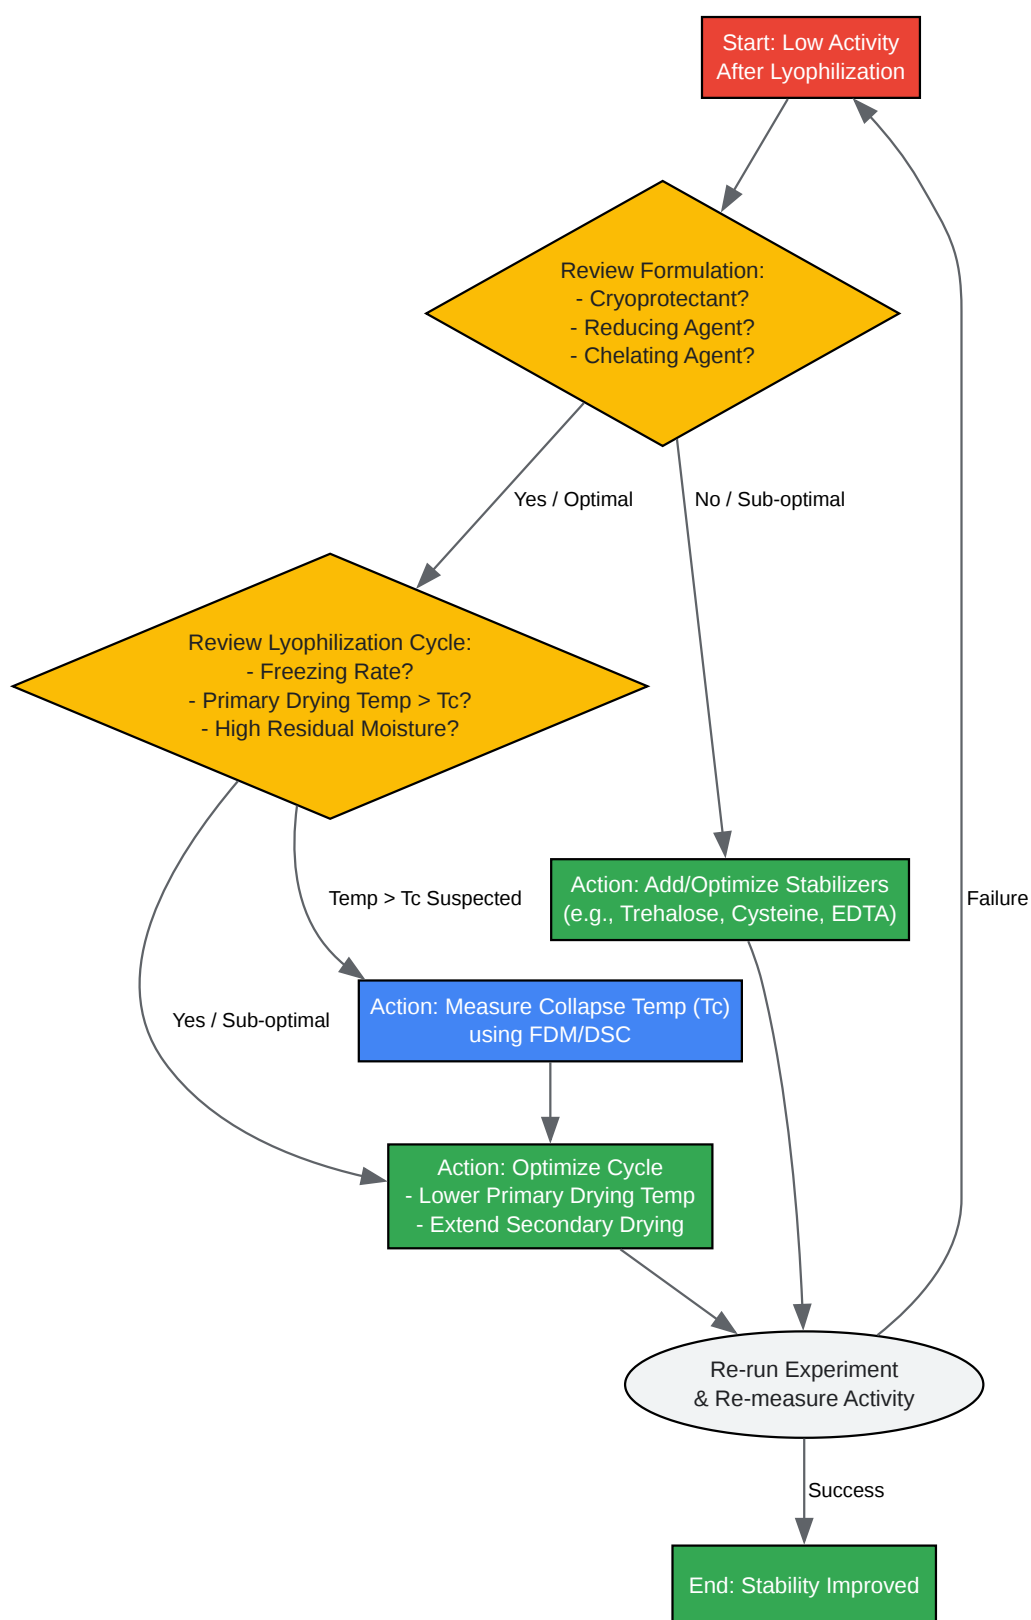 Start: Low Activity
After Lyophilization
Review Formulation:
- Cryoprotectant?
- Reducing Agent?
- Chelating Agent?
Yes / Optimal
No / Sub-optimal
Review Lyophilization Cycle:
- Freezing Rate?
- Primary Drying Temp > Tc?
- High Residual Moisture?
Action: Add/Optimize Stabilizers
(e.g., Trehalose, Cysteine, EDTA)
Temp > Tc Suspected
Failure
Action: Measure Collapse Temp (Tc)
using FDM/DSC
Yes / Sub-optimal
Action: Optimize Cycle
- Lower Primary Drying Temp
- Extend Secondary Drying
Re-run Experiment
& Re-measure Activity
Success
End: Stability Improved